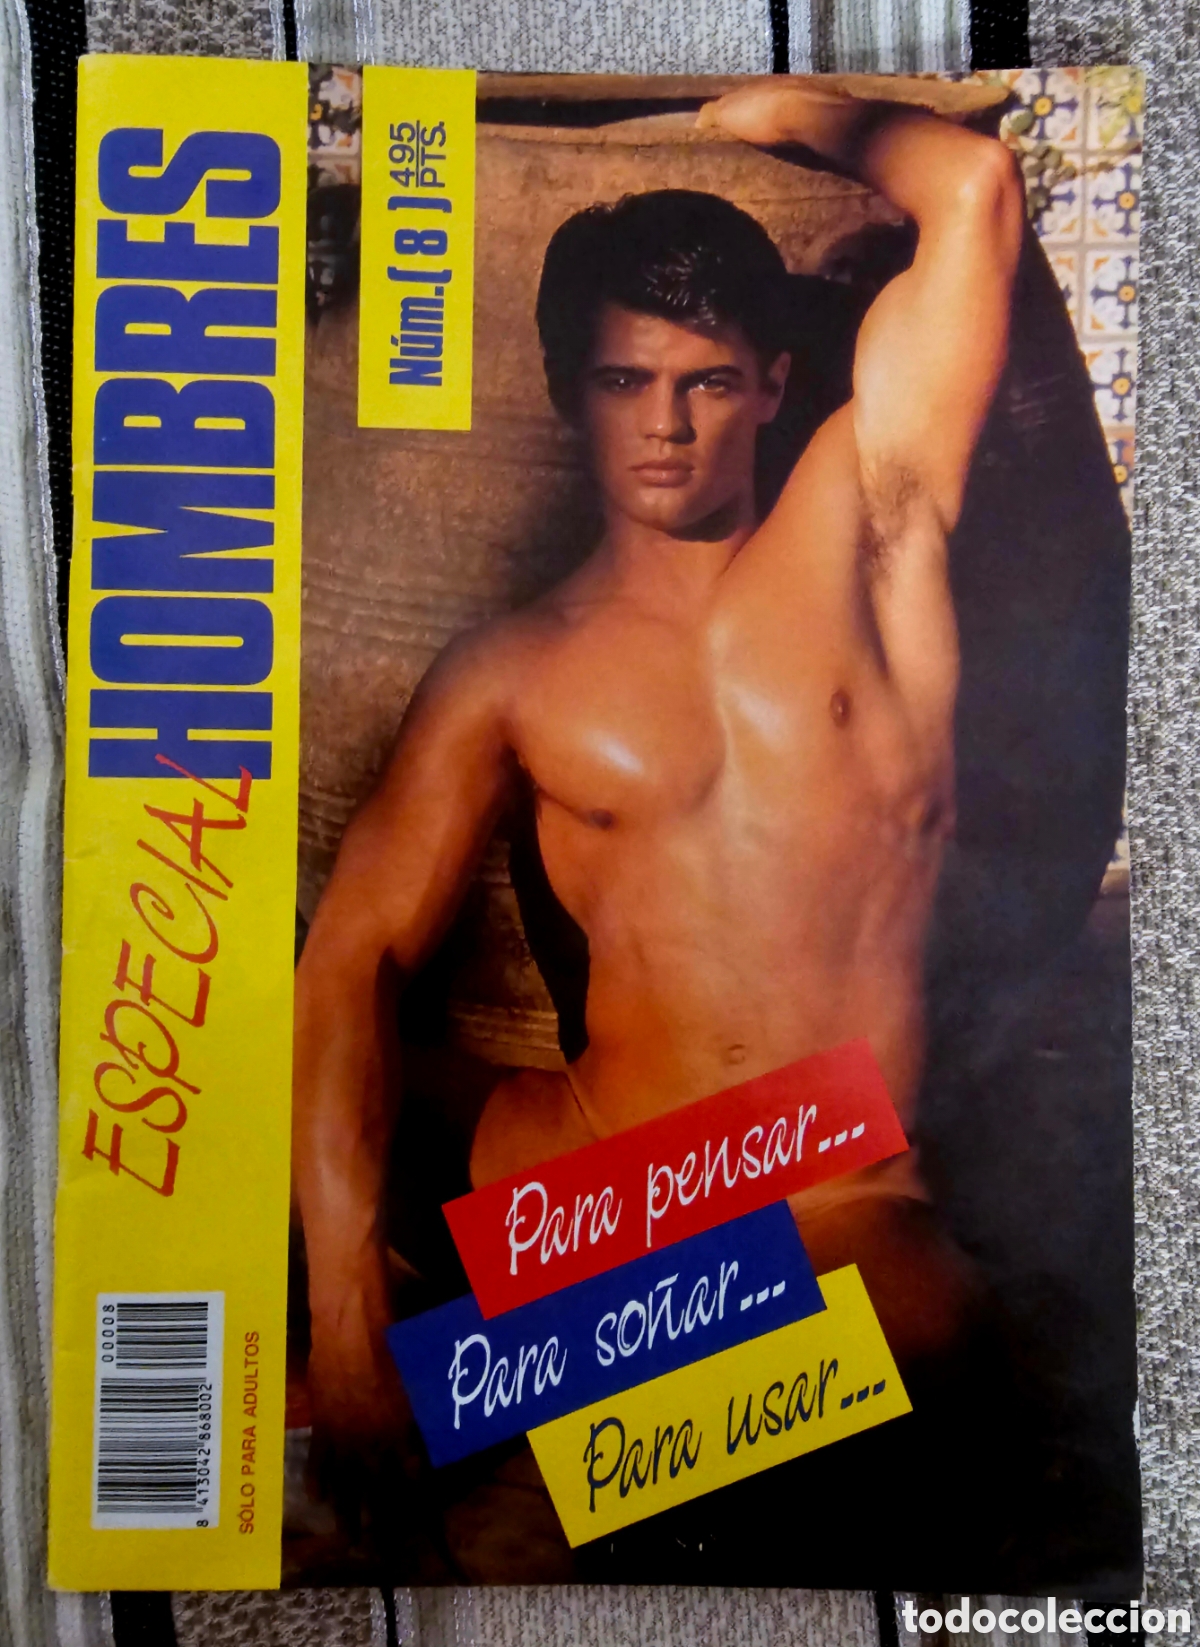 ESPECIAL
HOMBRES
Núm.( 8 ) 495 PTS.
Para pensar...
Para soñar...
Para usar...
00008
8 413042 868002
SÓLO PARA ADULTOS
todocoleccion